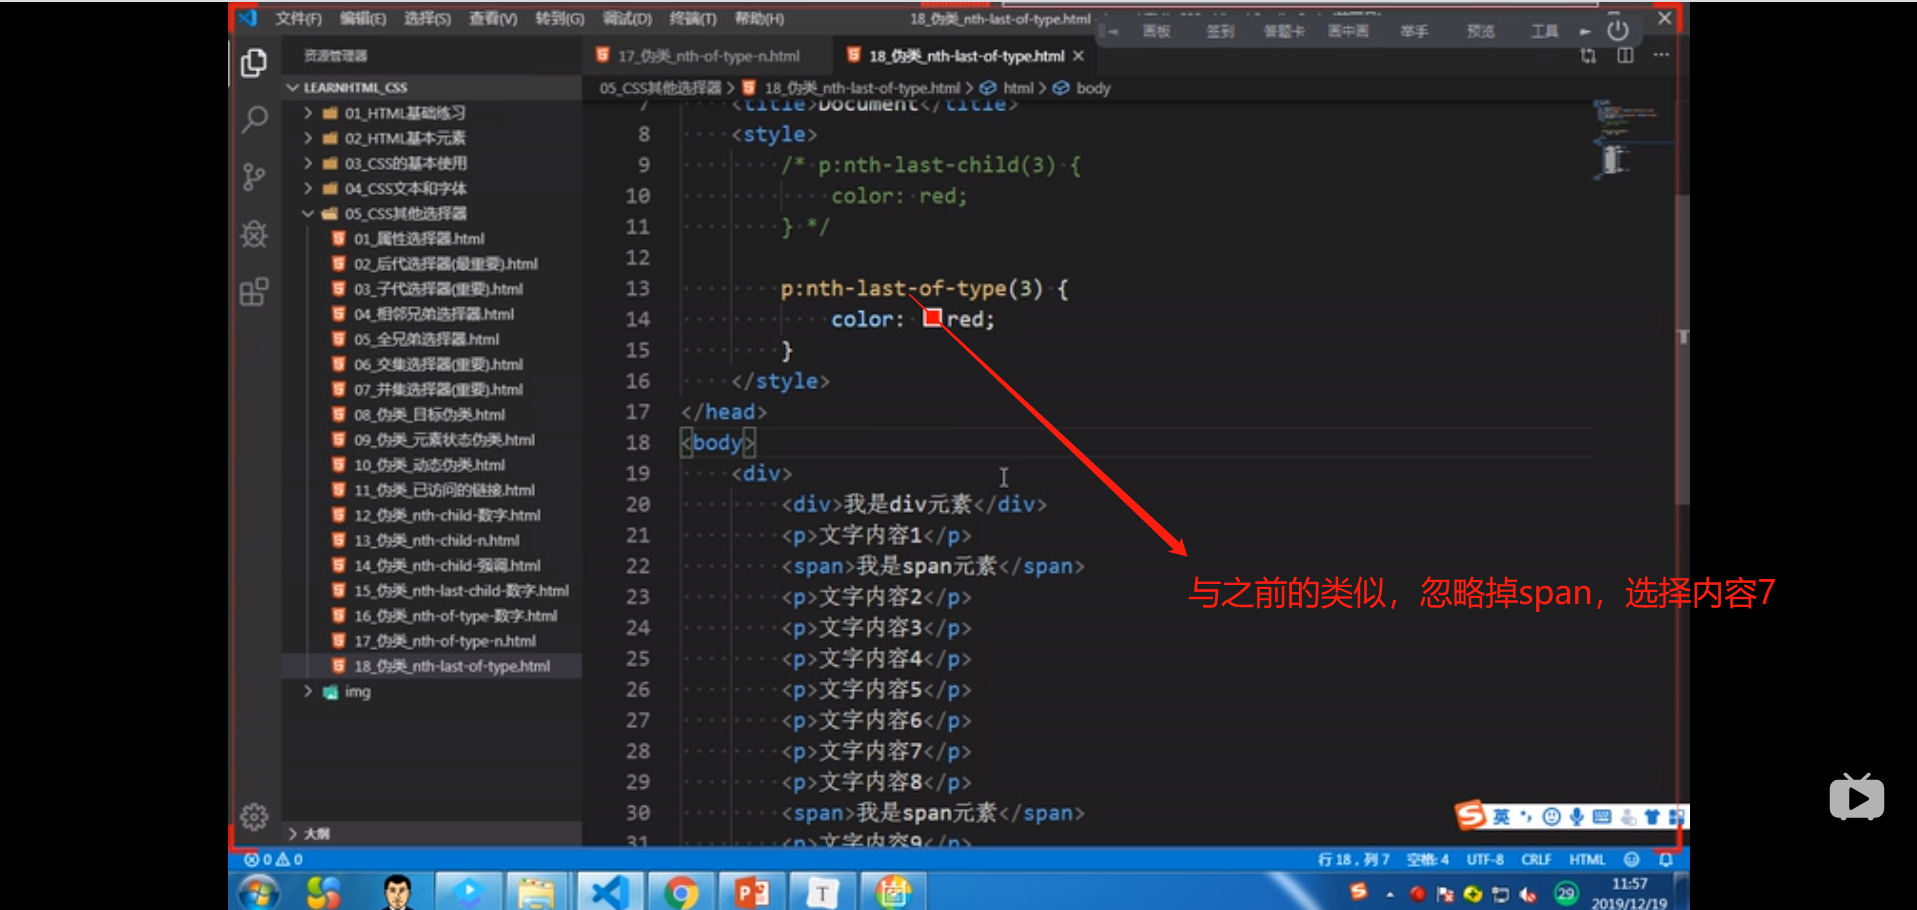 文件(F) 编辑(E) 选择(S) 查看(V) 转到(G) 调试(D) 终端(T) 帮助(H) 18_伪类_nth-last-of-type.html -
画板 签到 答题卡 画中画 举手 预览 工具
资源管理器
17_伪类_nth-of-type-n.html
18_伪类_nth-last-of-type.html
LEARNHTML_CSS
01_HTML基础练习
02_HTML基本元素
03_CSS的基本使用
04_CSS文本和字体
05_CSS其他选择器
01_属性选择器.html
02_后代选择器(最重要).html
03_子代选择器(重要).html
04_相邻兄弟选择器.html
05_全兄弟选择器.html
06_交集选择器(重要).html
07_并集选择器(重要).html
08_伪类_目标伪类.html
09_伪类_元素状态伪类.html
10_伪类_动态伪类.html
11_伪类_已访问的链接.html
12_伪类_nth-child-数字.html
13_伪类_nth-child-n.html
14_伪类_nth-child-强调.html
15_伪类_nth-last-child-数字.html
16_伪类_nth-of-type-数字.html
17_伪类_nth-of-type-n.html
18_伪类_nth-last-of-type.html
img
大纲
05_CSS其他选择器 > 18_伪类_nth-last-of-type.html > html > body
7 <title>Document</title>
8 <style>
9 /* p:nth-last-child(3) {
10 color: red;
11 } */
12
13 p:nth-last-of-type(3) {
14 color: red;
15 }
16 </style>
17 </head>
18 <body>
19 <div>
20 <div>我是div元素</div>
21 <p>文字内容1</p>
22 <span>我是span元素</span>
23 <p>文字内容2</p>
24 <p>文字内容3</p>
25 <p>文字内容4</p>
26 <p>文字内容5</p>
27 <p>文字内容6</p>
28 <p>文字内容7</p>
29 <p>文字内容8</p>
30 <span>我是span元素</span>
31 <p>文字内容9</p>
与之前的类似，忽略掉span，选择内容7
英
0 0
行 18，列 7 空格: 4 UTF-8 CRLF HTML
29
11:57
2019/12/19